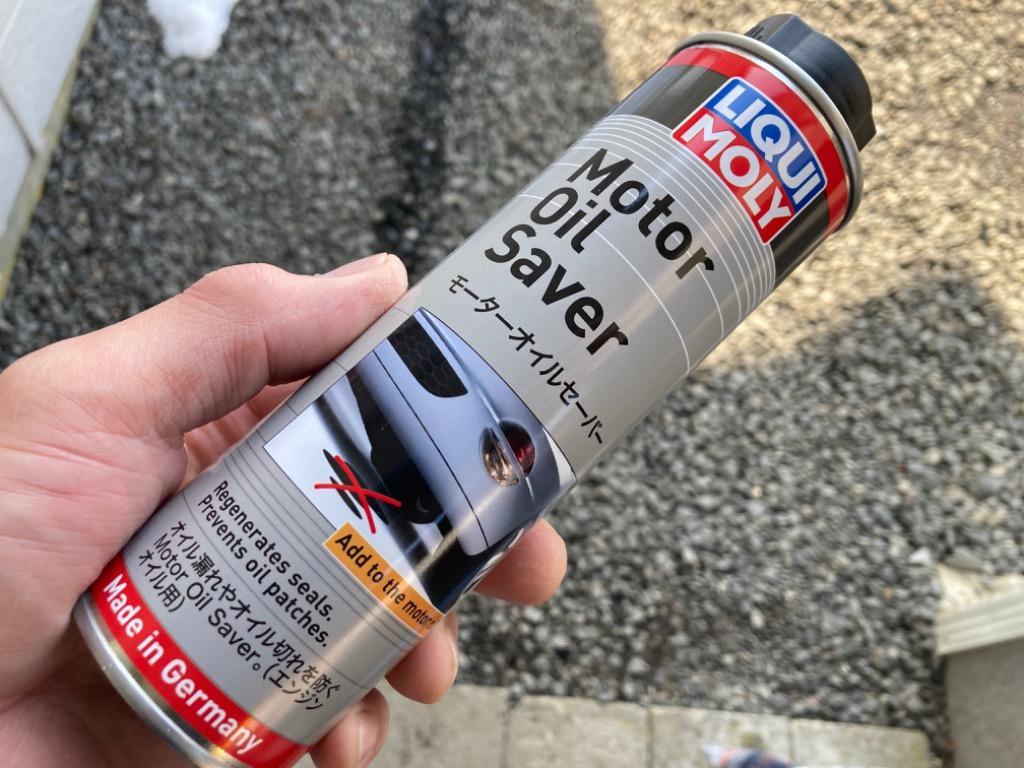 LIQUI
MOLY
Motor
Oil
Saver
モーターオイルセーバー
Regenerates seals.
Prevents oil patches.
Add to the motor
オイル漏れやオイル切れを防ぐ
Motor Oil Saver。(エンジン
オイル用)
Made in Germany